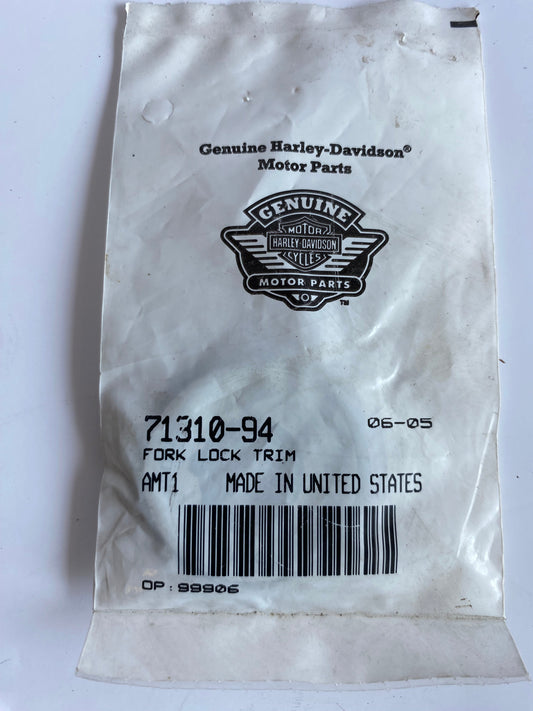 Genuine Harley-Davidson®
Motor Parts
GENUINE
MOTOR
HARLEY-DAVIDSON
CYCLES
MOTOR PARTS
TM
71310-94 06-05
FORK LOCK TRIM
AMT1 MADE IN UNITED STATES
OP: 99906